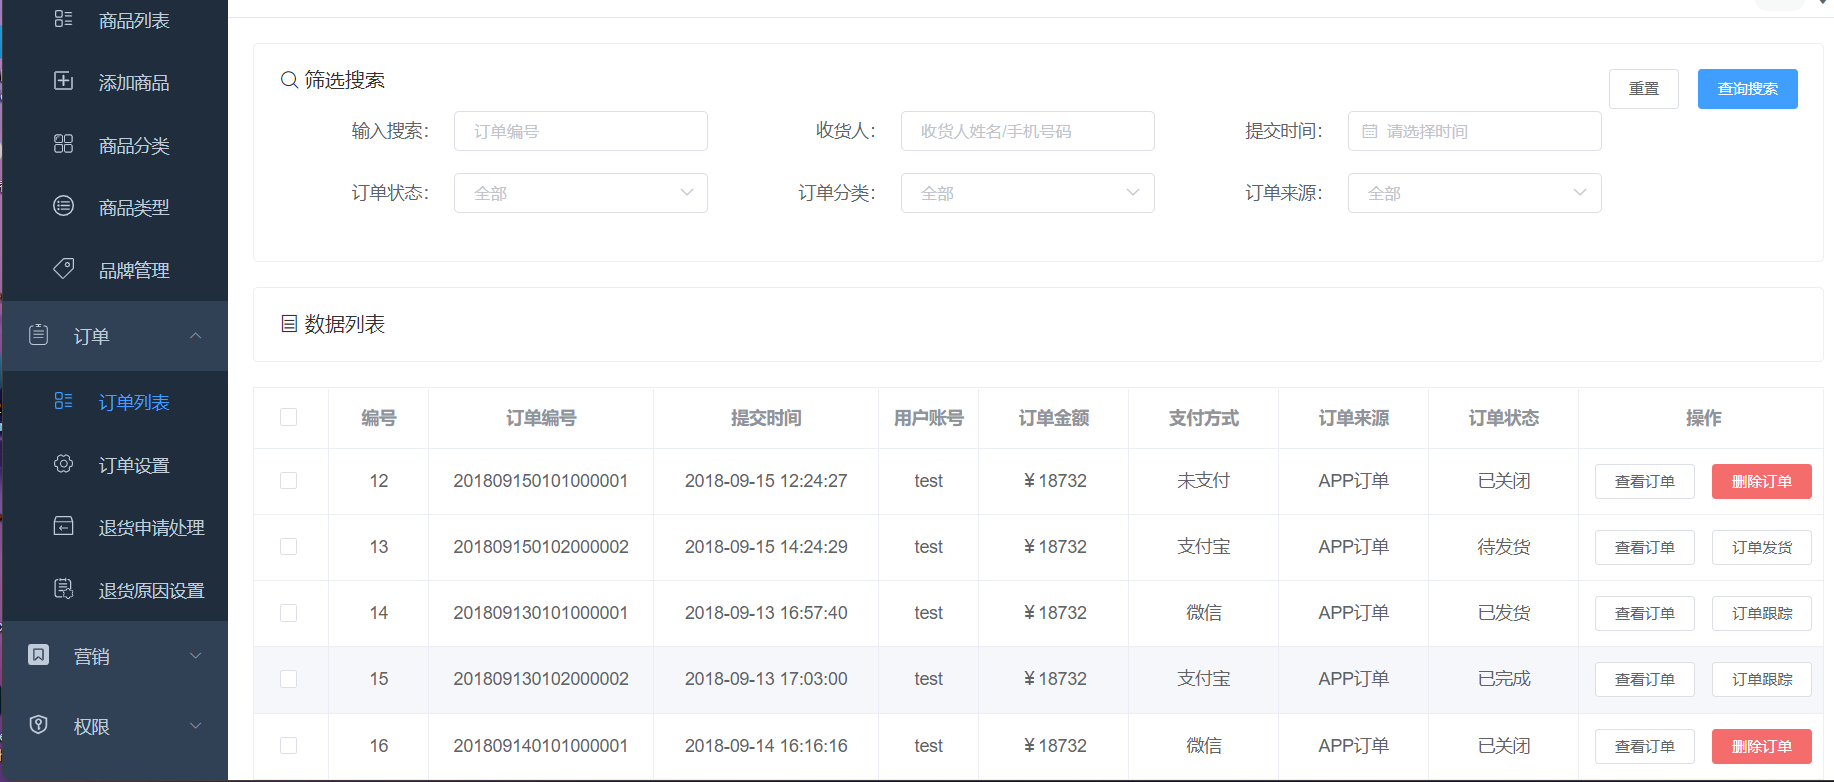 商品列表
添加商品
商品分类
商品类型
品牌管理
订单
订单列表
订单设置
退货申请处理
退货原因设置
营销
权限
筛选搜索
重置
查询搜索
输入搜索：
订单编号
收货人：
收货人姓名/手机号码
提交时间：
请选择时间
订单状态：
全部
订单分类：
全部
订单来源：
全部
数据列表
编号 订单编号 提交时间 用户账号 订单金额 支付方式 订单来源 订单状态 操作
12 201809150101000001 2018-09-15 12:24:27 test ￥18732 未支付 APP订单 已关闭 查看订单 删除订单
13 201809150102000002 2018-09-15 14:24:29 test ￥18732 支付宝 APP订单 待发货 查看订单 订单发货
14 201809130101000001 2018-09-13 16:57:40 test ￥18732 微信 APP订单 已发货 查看订单 订单跟踪
15 201809130102000002 2018-09-13 17:03:00 test ￥18732 支付宝 APP订单 已完成 查看订单 订单跟踪
16 201809140101000001 2018-09-14 16:16:16 test ￥18732 微信 APP订单 已关闭 查看订单 删除订单